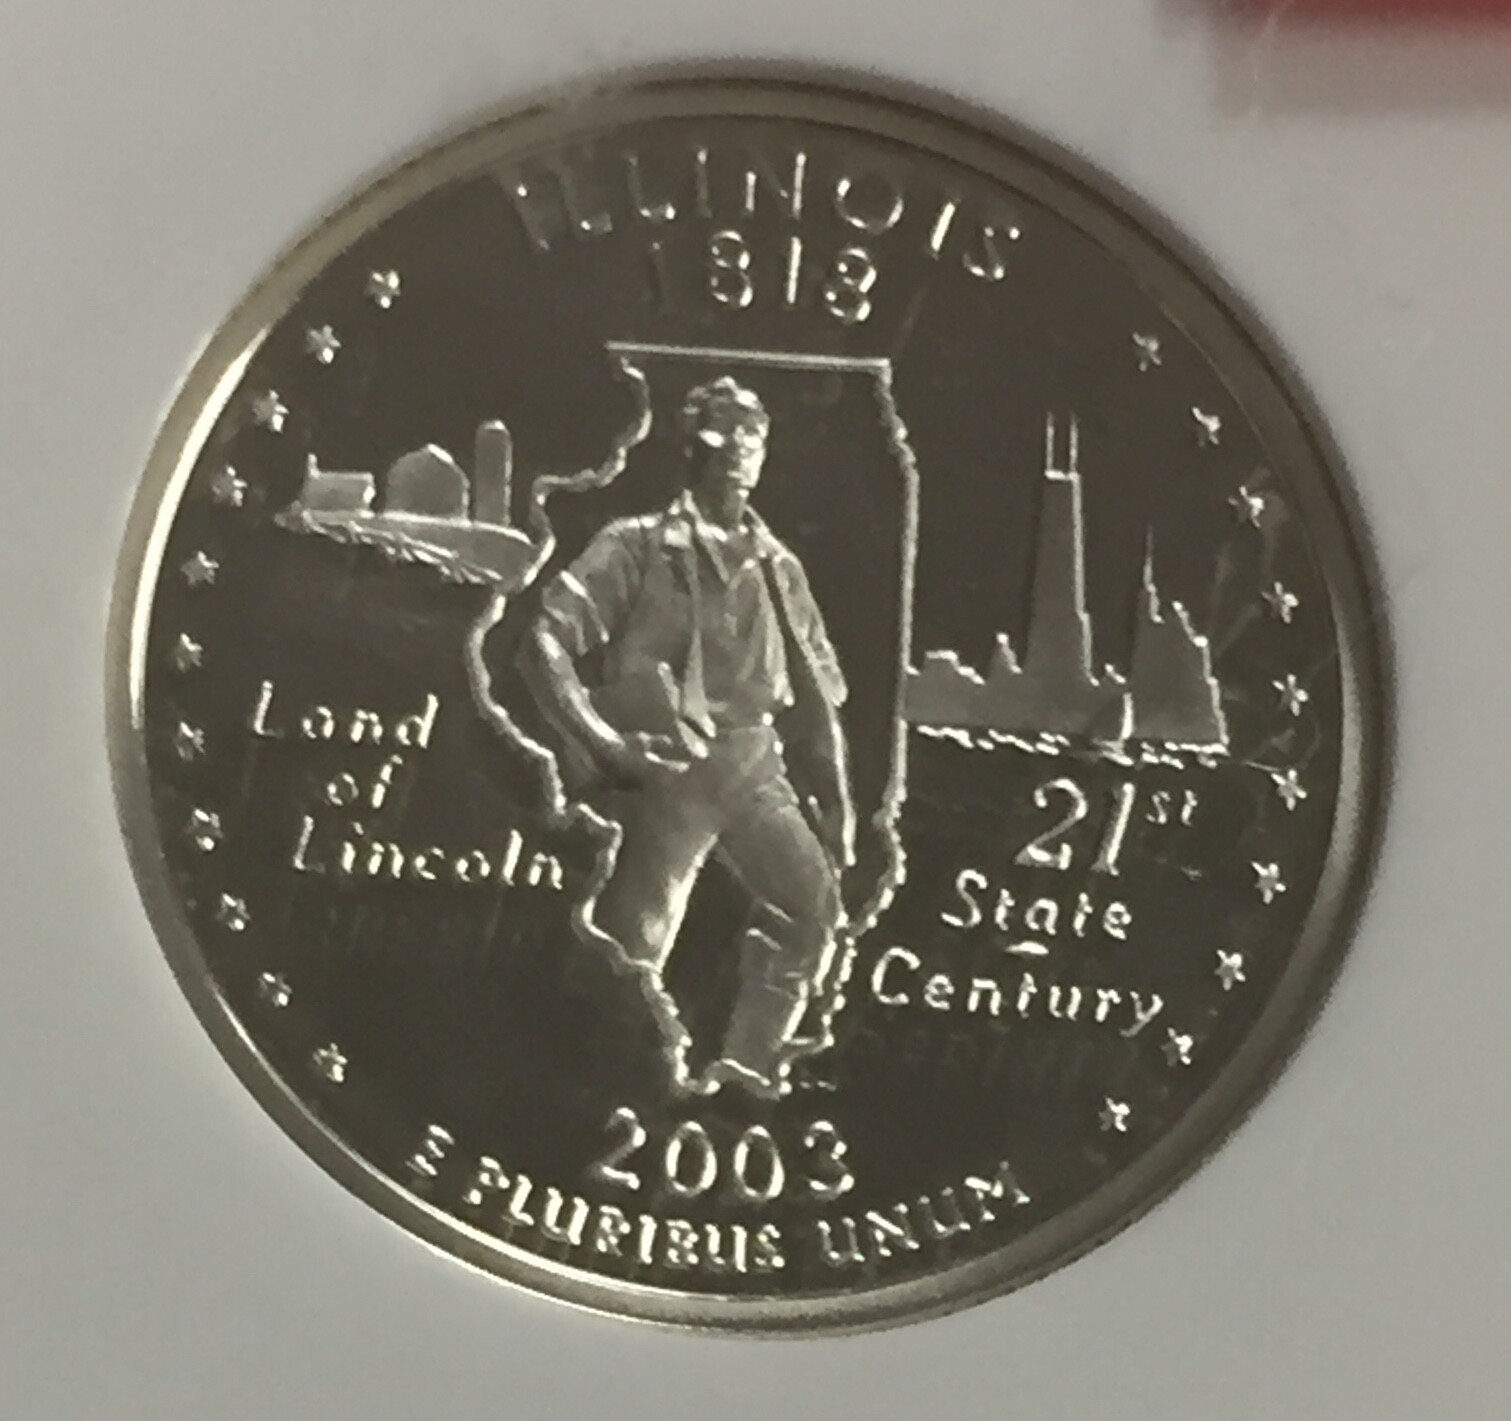 ILLINOIS
1818
Land
of
Lincoln
21st
State
Century
2003
E PLURIBUS UNUM